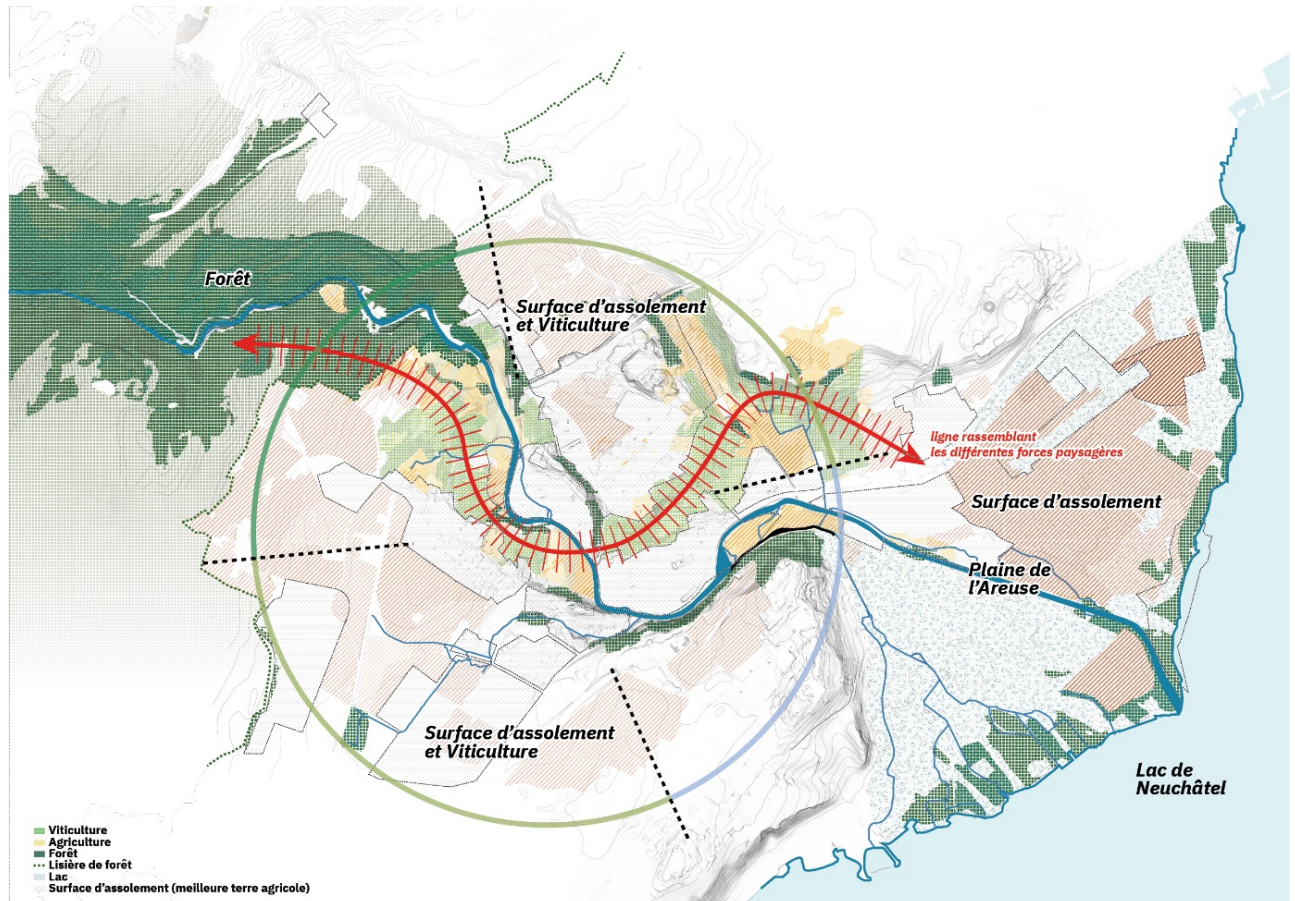 Forêt
Surface d'assolement
et Viticulture
ligne rassemblant
les différentes forces paysagères
Surface d'assolement
Plaine de
l'Areuse
Surface d'assolement
et Viticulture
Lac de
Neuchâtel
Viticulture
Agriculture
Forêt
Lisière de forêt
Lac
Surface d'assolement (meilleure terre agricole)